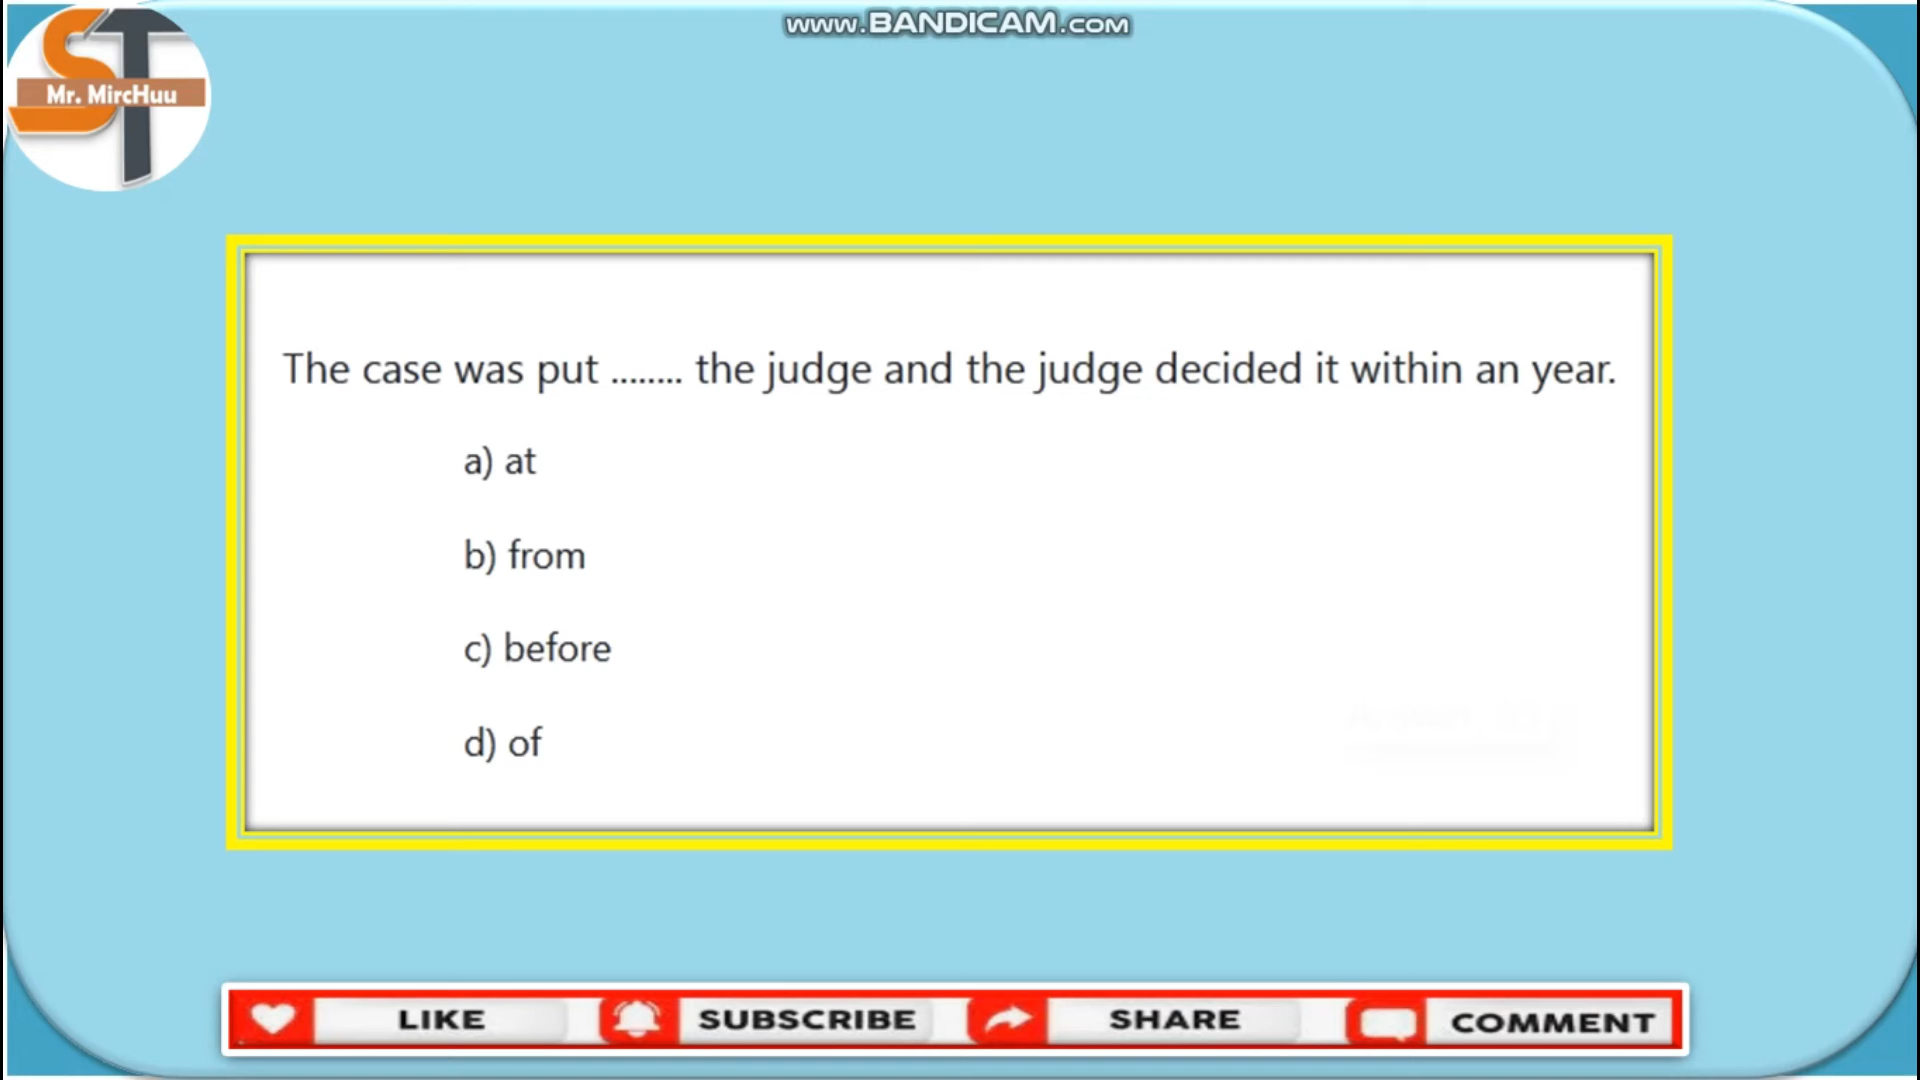 www.BANDICAM.com
ST
Mr. MircHuu
The case was put ........ the judge and the judge decided it within an year.
a) at
b) from
c) before
d) of
LIKE SUBSCRIBE SHARE COMMENT